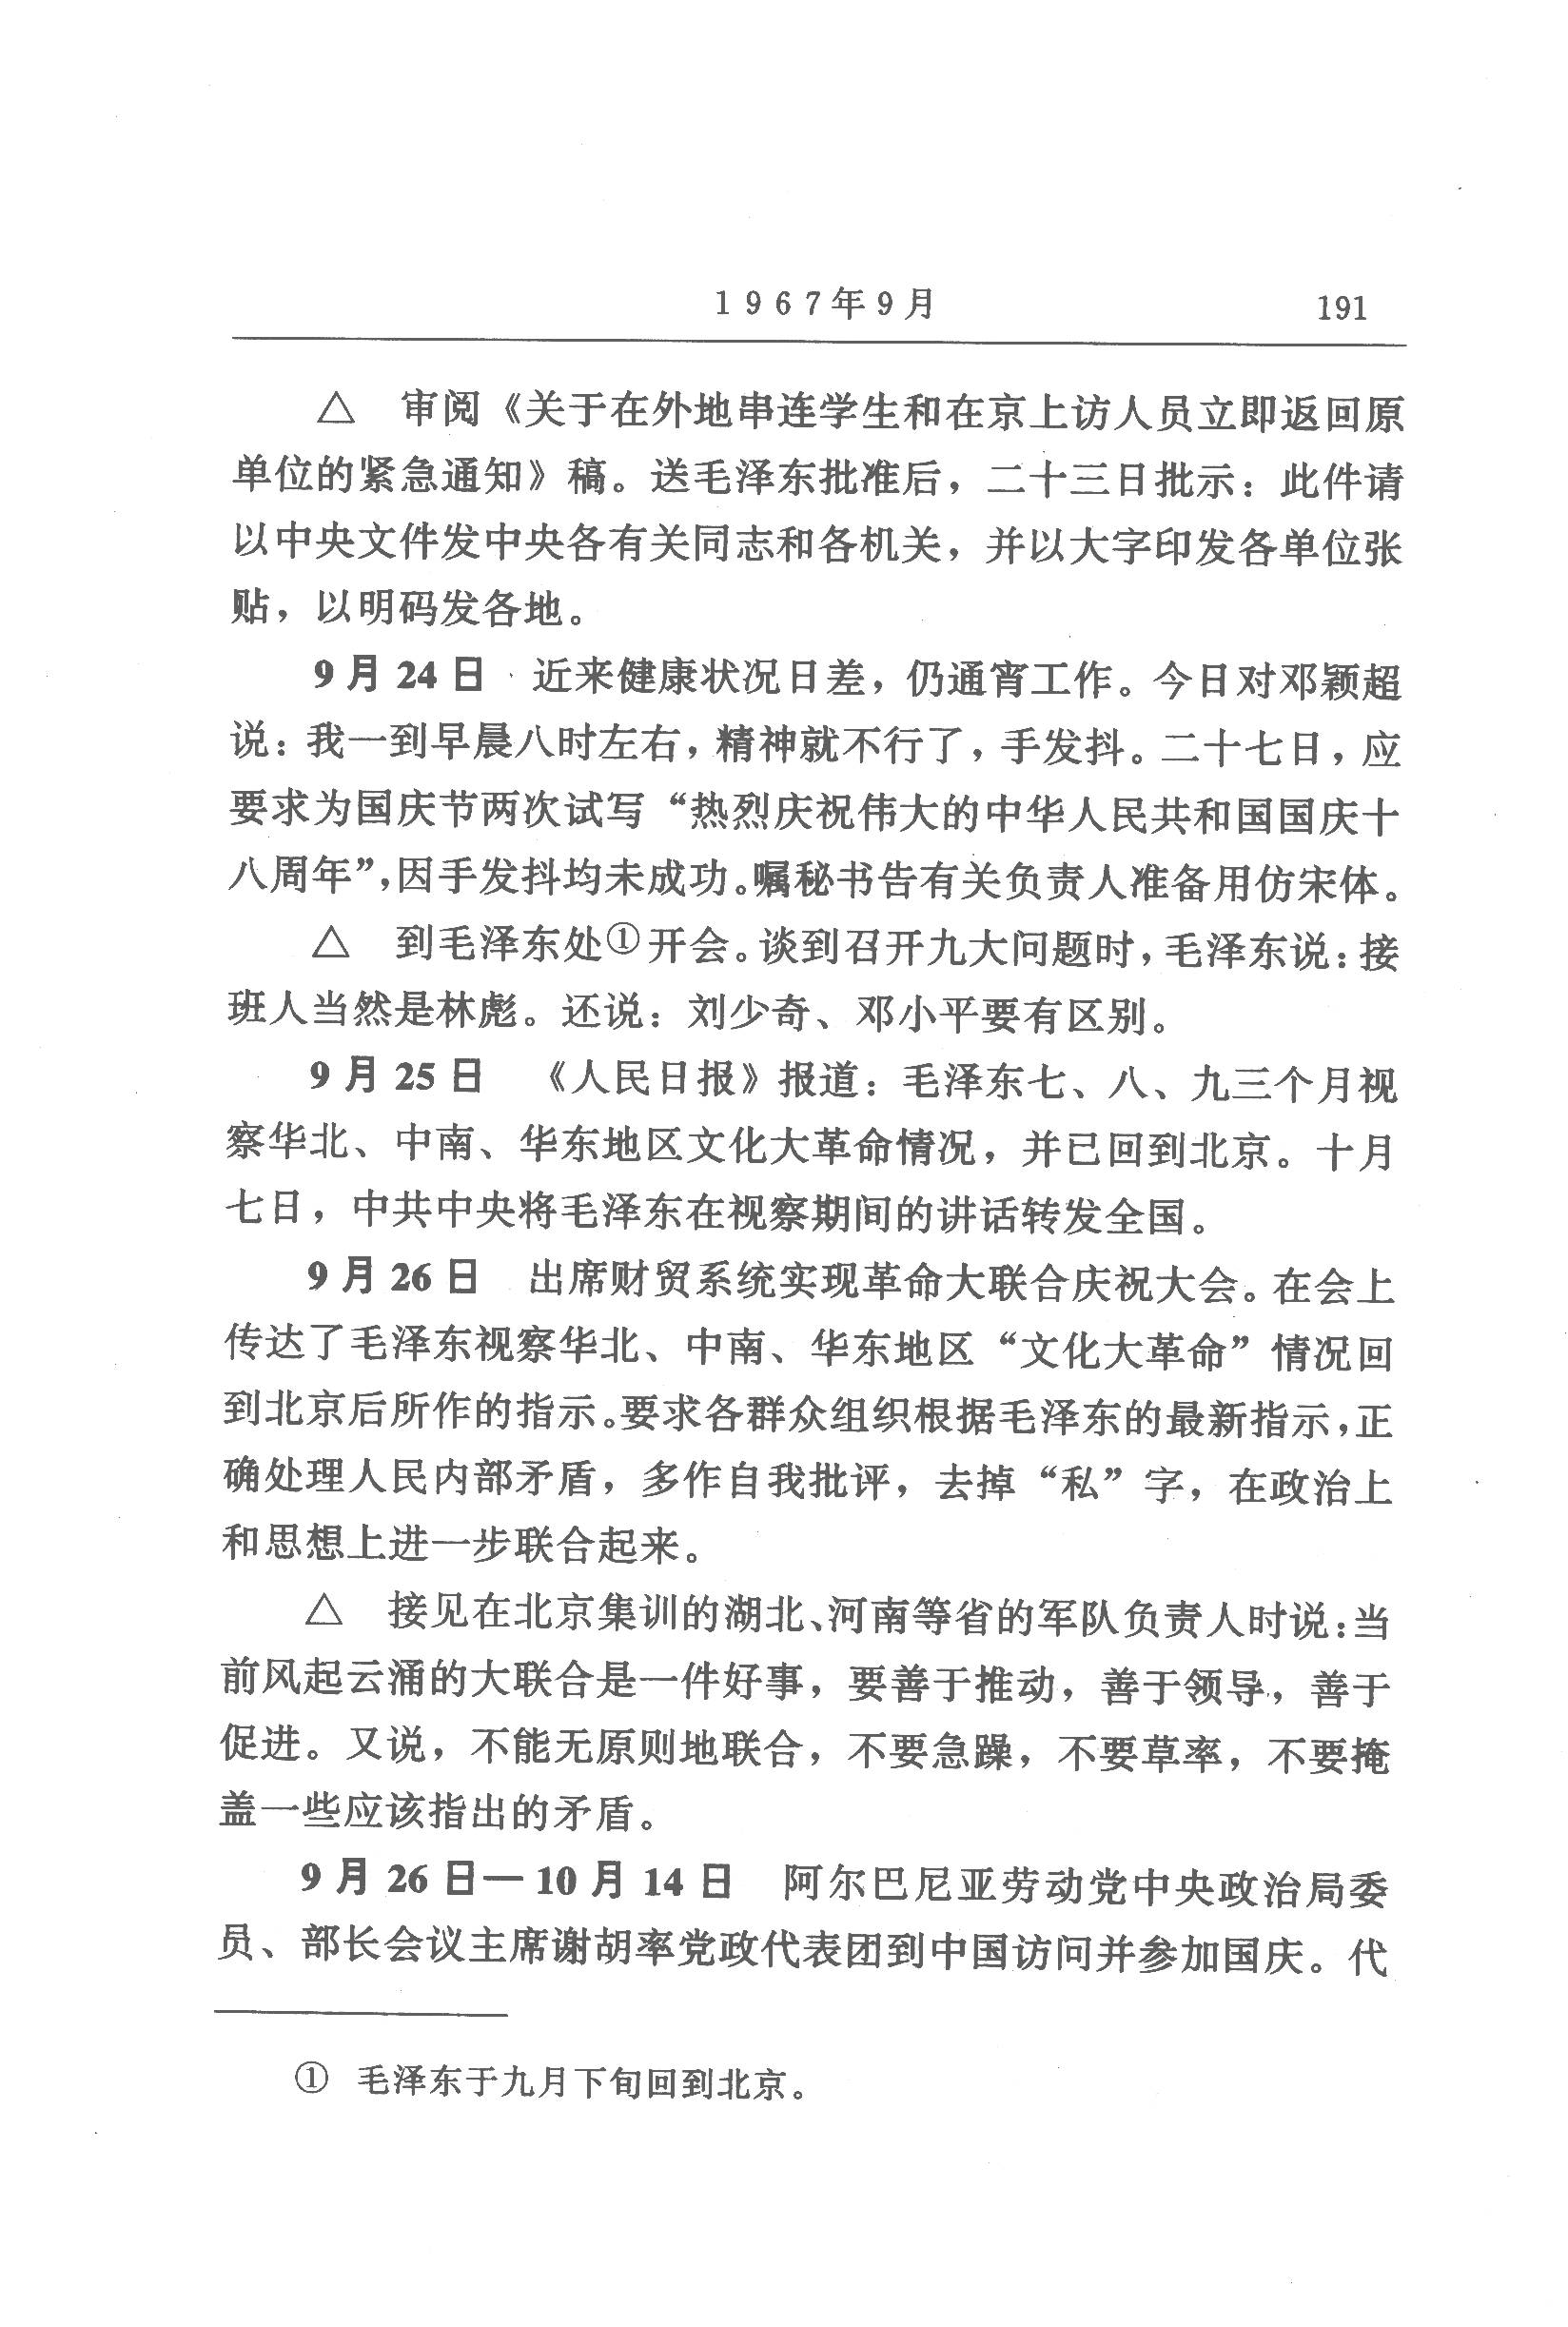 1967年9月 191
△ 审阅《关于在外地串连学生和在京上访人员立即返回原
单位的紧急通知》稿。送毛泽东批准后，二十三日批示：此件请
以中央文件发中央各有关同志和各机关，并以大字印发各单位张
贴，以明码发各地。
9月24日 近来健康状况日差，仍通宵工作。今日对邓颖超
说：我一到早晨八时左右，精神就不行了，手发抖。二十七日，应
要求为国庆节两次试写“热烈庆祝伟大的中华人民共和国国庆十
八周年”，因手发抖均未成功。嘱秘书告有关负责人准备用仿宋体。
△ 到毛泽东处①开会。谈到召开九大问题时，毛泽东说：接
班人当然是林彪。还说：刘少奇、邓小平要有区别。
9月25日 《人民日报》报道：毛泽东七、八、九三个月视
察华北、中南、华东地区文化大革命情况，并已回到北京。十月
七日，中共中央将毛泽东在视察期间的讲话转发全国。
9月26日 出席财贸系统实现革命大联合庆祝大会。在会上
传达了毛泽东视察华北、中南、华东地区“文化大革命”情况回
到北京后所作的指示。要求各群众组织根据毛泽东的最新指示，正
确处理人民内部矛盾，多作自我批评，去掉“私”字，在政治上
和思想上进一步联合起来。
△ 接见在北京集训的湖北、河南等省的军队负责人时说：当
前风起云涌的大联合是一件好事，要善于推动，善于领导，善于
促进。又说，不能无原则地联合，不要急躁，不要草率，不要掩
盖一些应该指出的矛盾。
9月26日—10月14日 阿尔巴尼亚劳动党中央政治局委
员、部长会议主席谢胡率党政代表团到中国访问并参加国庆。代
① 毛泽东于九月下旬回到北京。